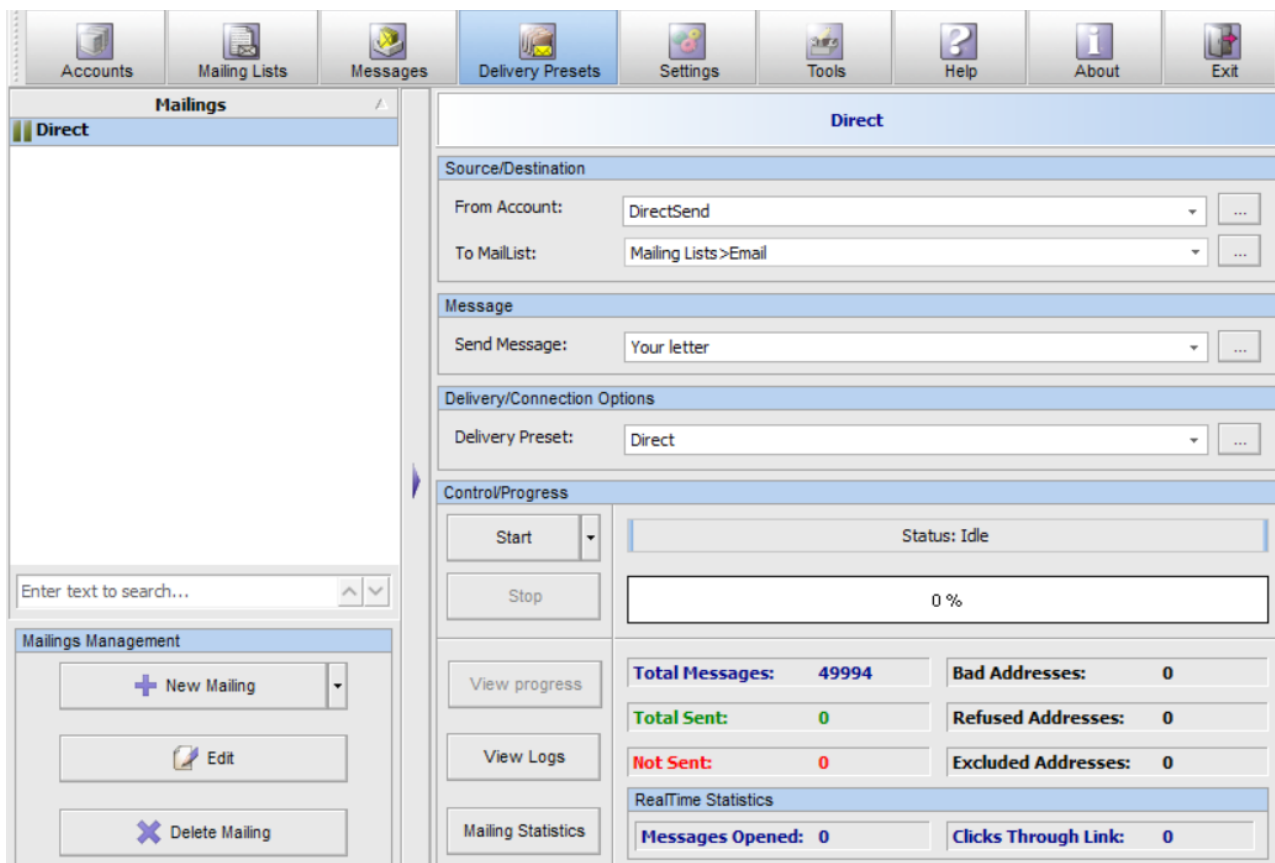 Accounts Mailing Lists Messages Delivery Presets Settings Tools Help About Exit
Mailings
Direct
Enter text to search...
Mailings Management
New Mailing
Edit
Delete Mailing
Direct
Source/Destination
From Account: DirectSend ...
To MailList: Mailing Lists>Email ...
Message
Send Message: Your letter ...
Delivery/Connection Options
Delivery Preset: Direct ...
Control/Progress
Start Status: Idle
Stop 0 %
View progress
View Logs
Mailing Statistics
Total Messages: 49994 Bad Addresses: 0
Total Sent: 0 Refused Addresses: 0
Not Sent: 0 Excluded Addresses: 0
RealTime Statistics
Messages Opened: 0 Clicks Through Link: 0